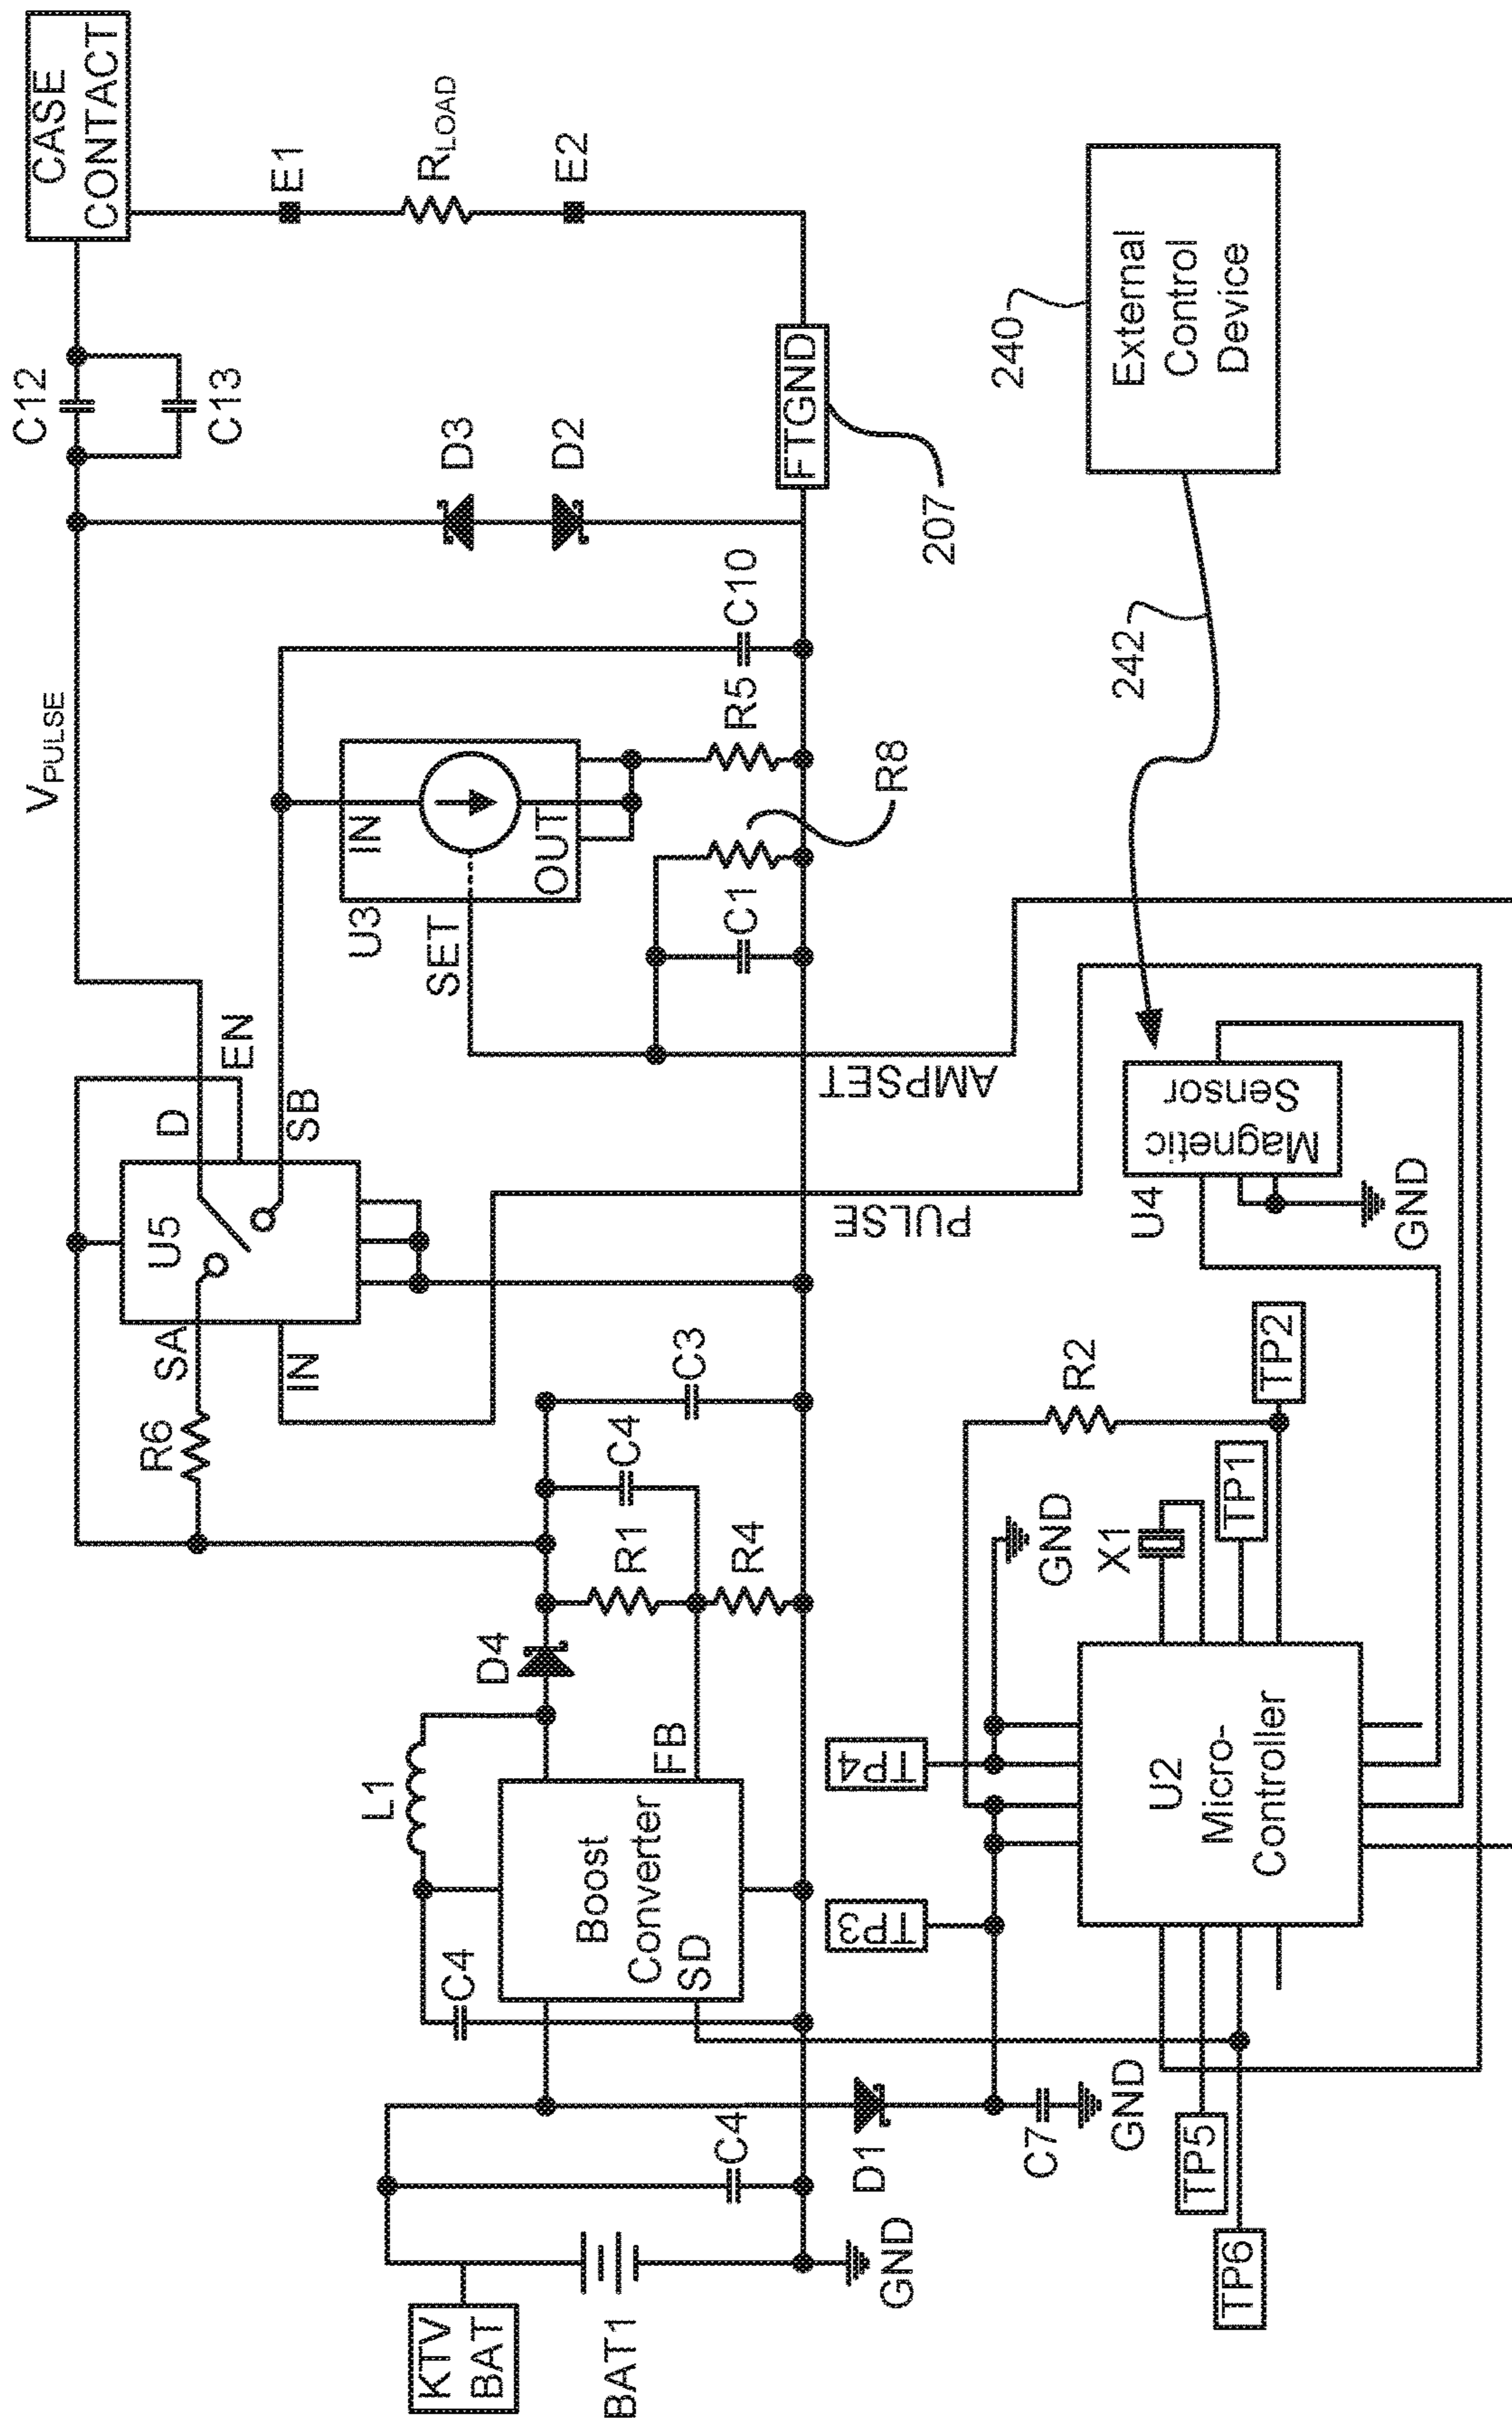 CASE
CONTACT
C12
C13
V_PULSE
E1
R_LOAD
E2
D3
D2
FTGND
207
C10
R5
R8
C1
U3
IN
OUT
SET
AMPSET
U5
D
EN
SB
SA
IN
PULSE
R6
C3
C4
R1
R4
D4
L1
Boost
Converter
FB
SD
C4
C4
KTV
BAT
BAT1
GND
D1
C7
GND
TP3
TP4
TP5
TP6
U2
Micro-
Controller
GND
X1
TP1
TP2
R2
U4
Magnetic
Sensor
GND
242
240
External
Control
Device